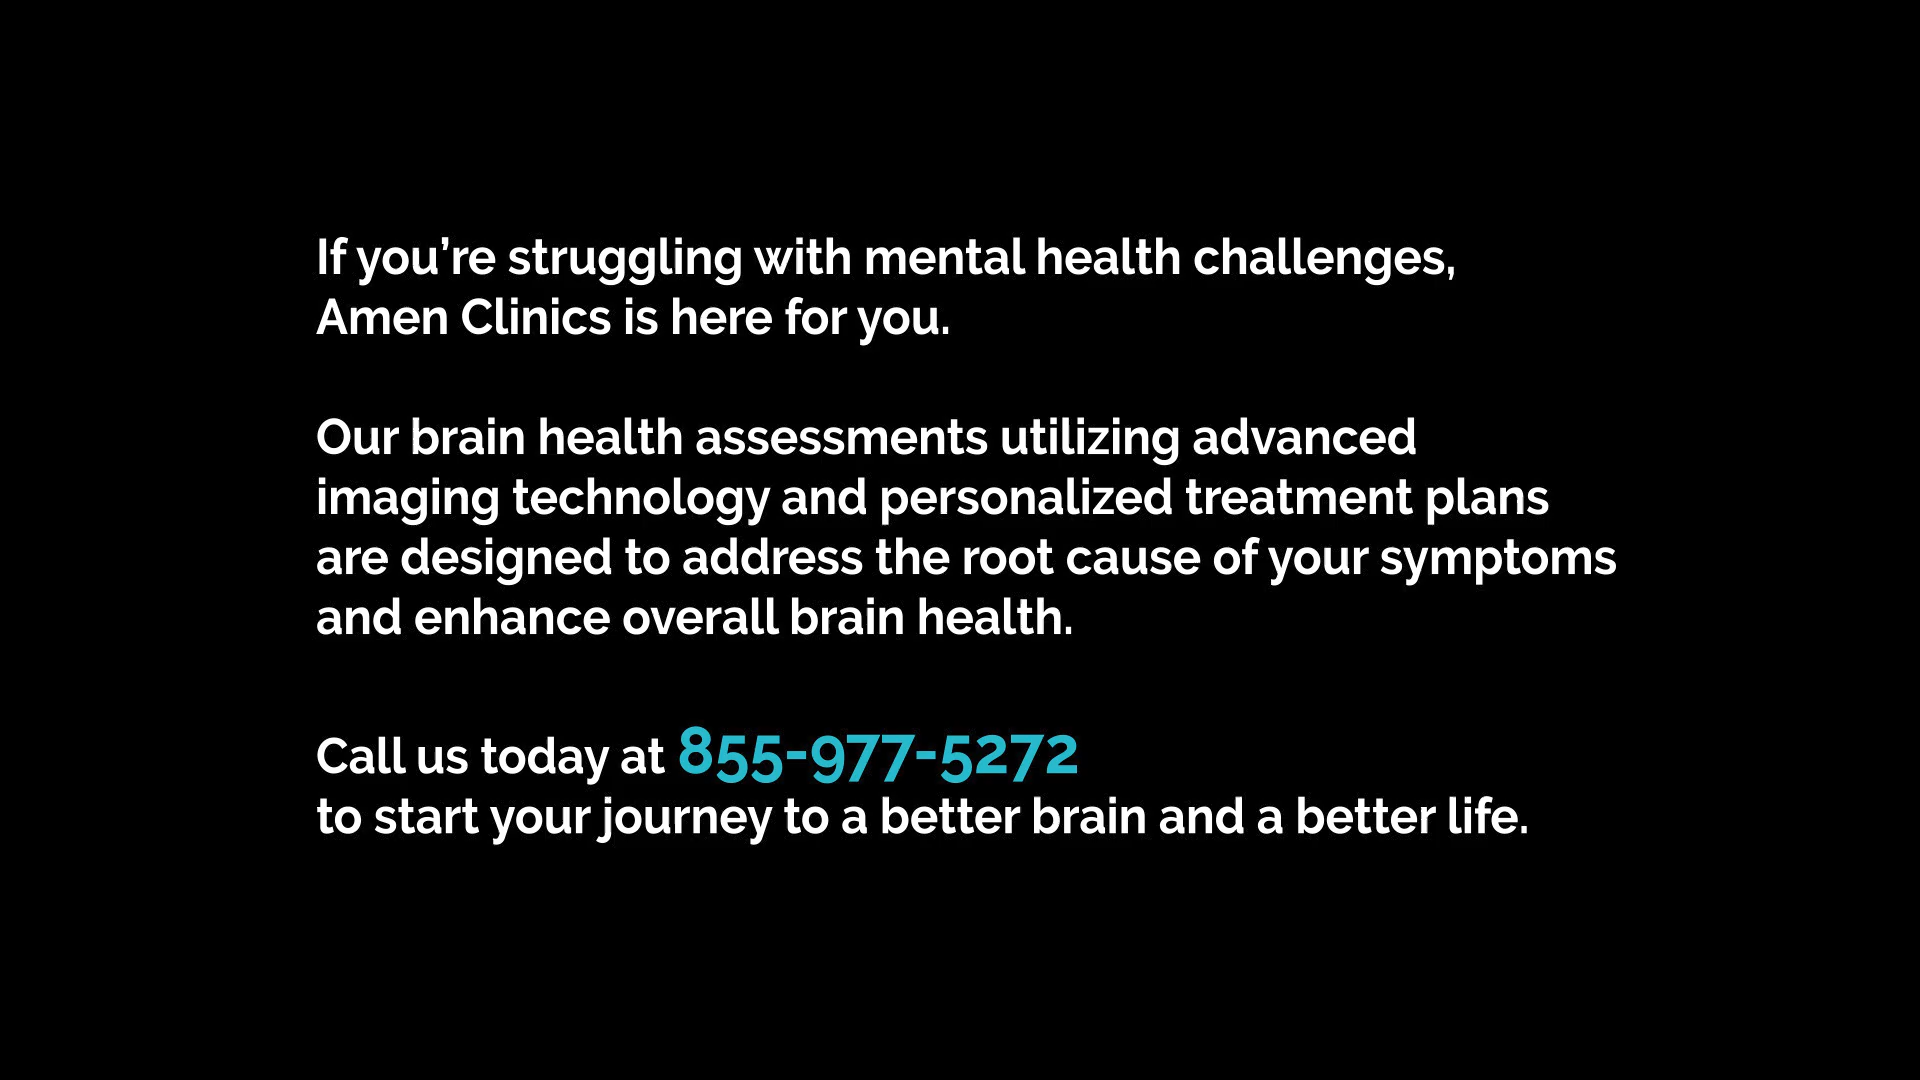 If you’re struggling with mental health challenges,
Amen Clinics is here for you.
Our brain health assessments utilizing advanced
imaging technology and personalized treatment plans
are designed to address the root cause of your symptoms
and enhance overall brain health.
Call us today at 855-977-5272
to start your journey to a better brain and a better life.